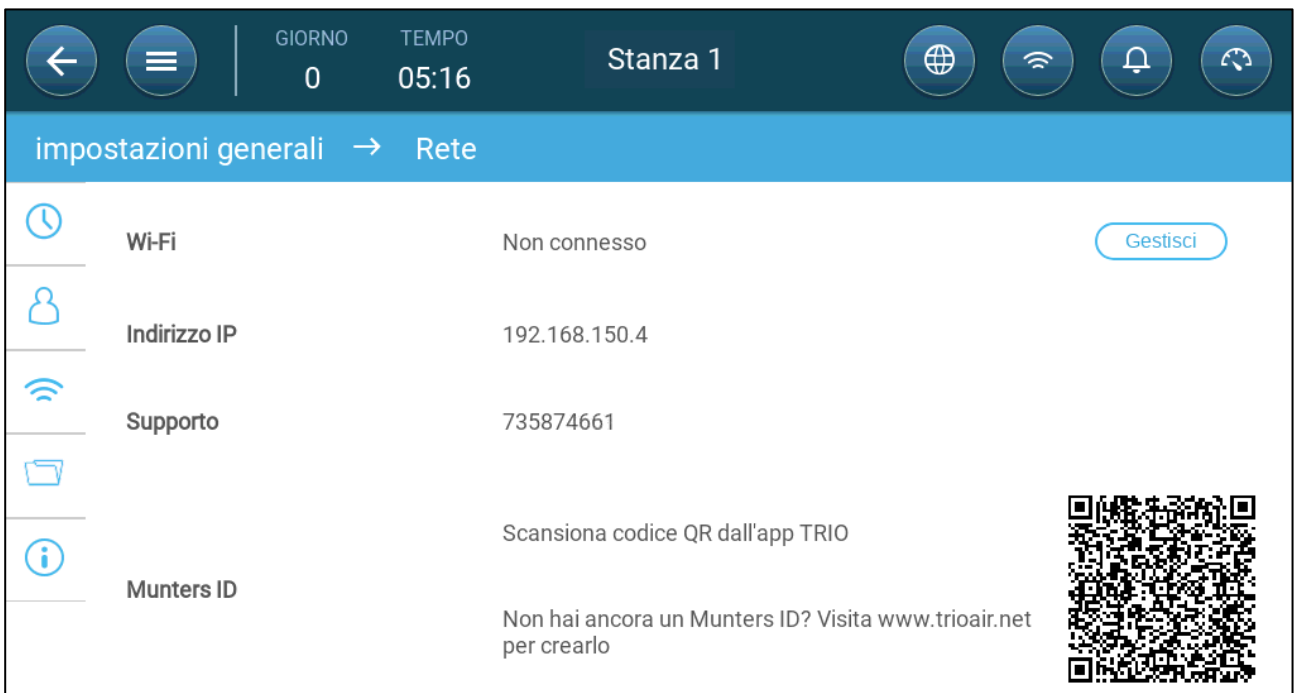 GIORNO
TEMPO
0
05:16
Stanza 1
impostazioni generali → Rete
Wi-Fi
Non connesso
Gestisci
Indirizzo IP
192.168.150.4
Supporto
735874661
Scansiona codice QR dall'app TRIO
Munters ID
Non hai ancora un Munters ID? Visita www.trioair.net
per crearlo